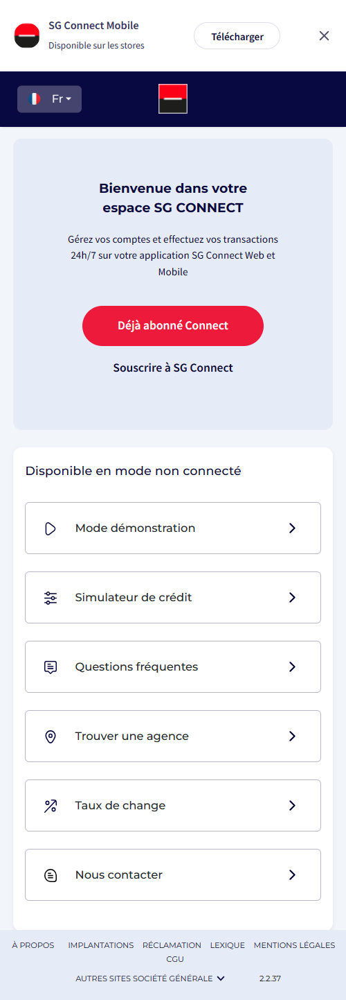 SG Connect Mobile
Disponible sur les stores
Télécharger
Fr
Bienvenue dans votre
espace SG CONNECT
Gérez vos comptes et effectuez vos transactions
24h/7 sur votre application SG Connect Web et
Mobile
Déjà abonné Connect
Souscrire à SG Connect
Disponible en mode non connecté
Mode démonstration
Simulateur de crédit
Questions fréquentes
Trouver une agence
Taux de change
Nous contacter
À PROPOS IMPLANTATIONS RÉCLAMATION LEXIQUE MENTIONS LÉGALES
CGU
AUTRES SITES SOCIÉTÉ GÉNÉRALE 2.2.37